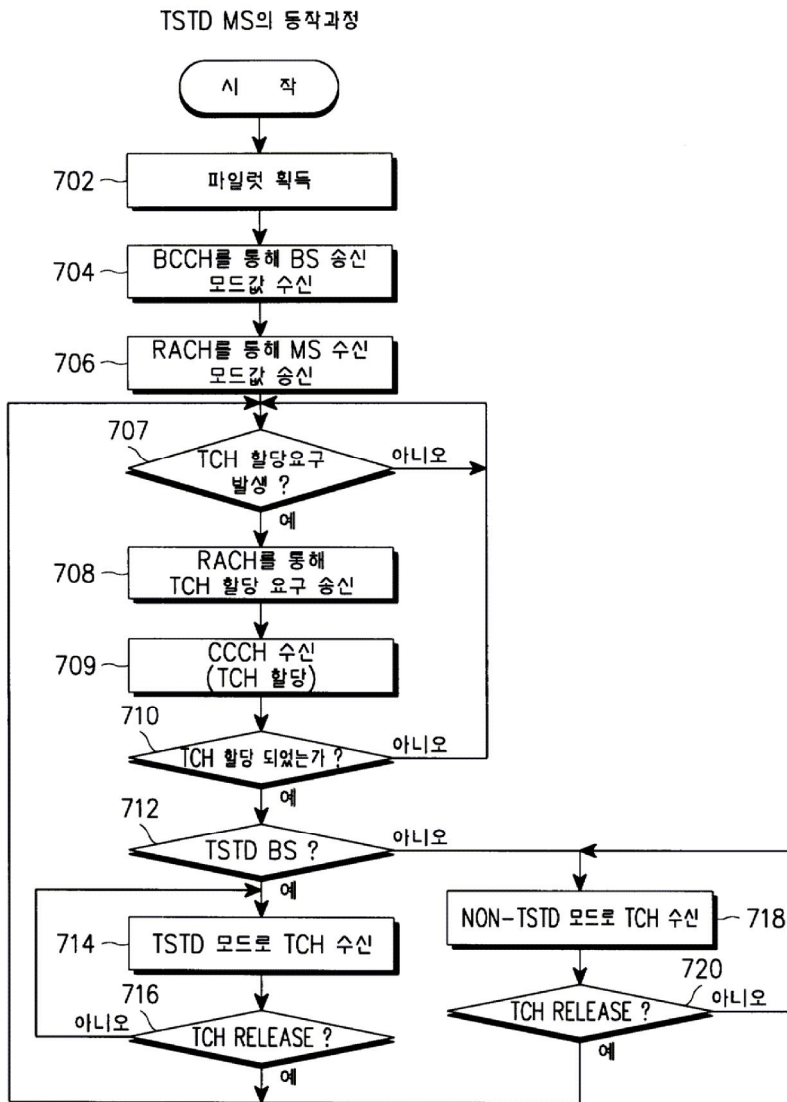 TSTD MS의 동작과정
시 작
702
파일럿 획득
704
BCCH를 통해 BS 송신
모드값 수신
706
RACH를 통해 MS 수신
모드값 송신
707
TCH 할당요구
발생 ?
아니오
예
708
RACH를 통해
TCH 할당 요구 송신
709
CCCH 수신
(TCH 할당)
710
TCH 할당 되었는가 ?
아니오
예
712
TSTD BS ?
아니오
예
714
TSTD 모드로 TCH 수신
NON-TSTD 모드로 TCH 수신
718
716
TCH RELEASE ?
아니오
예
720
TCH RELEASE ?
아니오
예